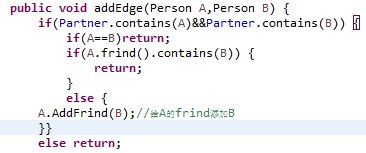 public void addEdge(Person A,Person B) {
if(Partner.contains(A)&&Partner.contains(B)) {
if(A==B)return;
if(A.frind().contains(B)) {
return;
}
else {
A.AddFrind(B);//给A的frind添加B
}}
else return;